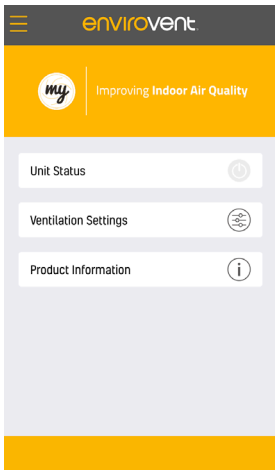 envirovent.
my
Improving Indoor Air Quality
Unit Status
Ventilation Settings
Product Information